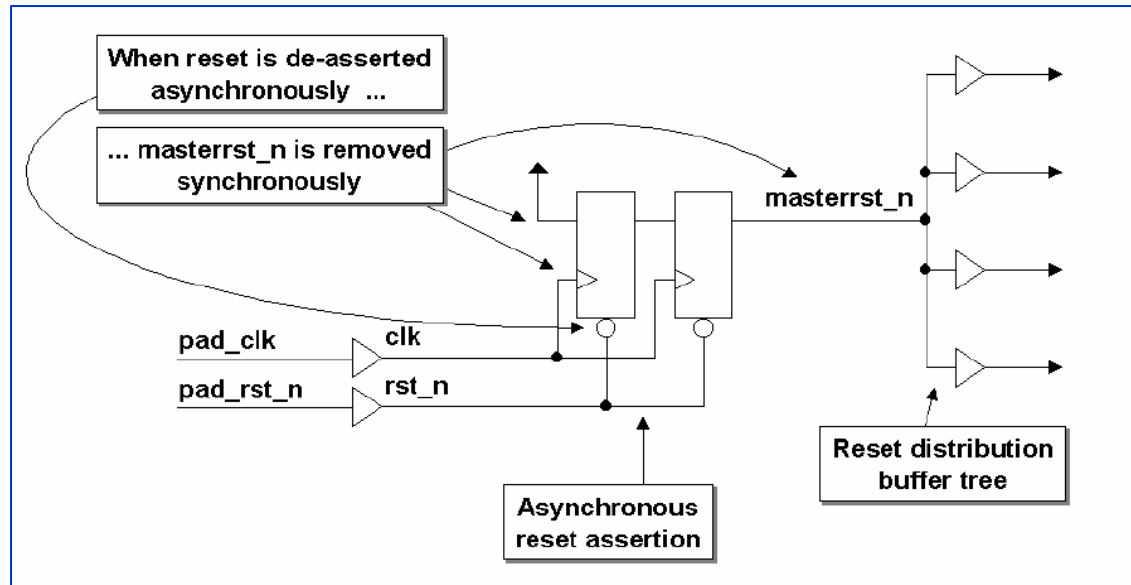 When reset is de-asserted
asynchronously ...
... masterrst_n is removed
synchronously
masterrst_n
pad_clk
clk
pad_rst_n
rst_n
Reset distribution
buffer tree
Asynchronous
reset assertion